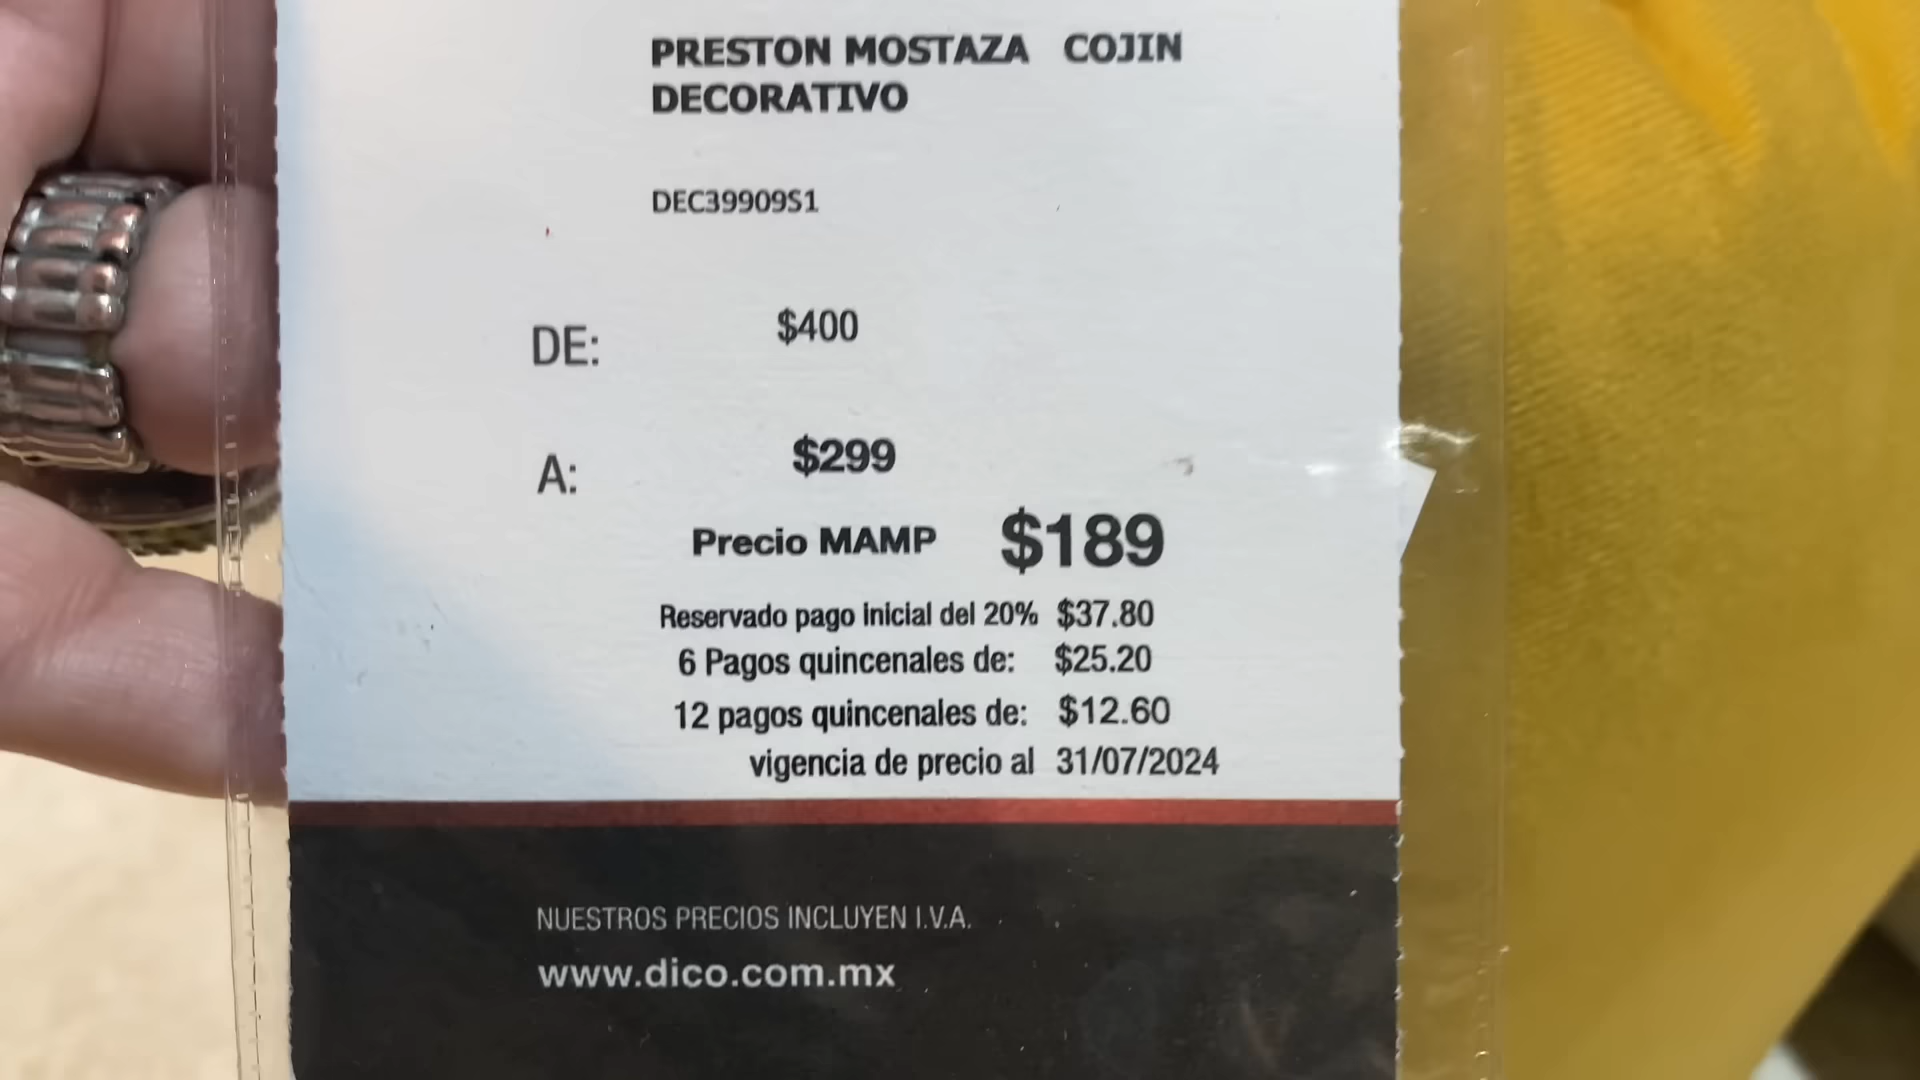 PRESTON MOSTAZA COJIN
DECORATIVO
DEC39909S1
DE: $400
A: $299
Precio MAMP $189
Reservado pago inicial del 20% $37.80
6 Pagos quincenales de: $25.20
12 pagos quincenales de: $12.60
vigencia de precio al 31/07/2024
NUESTROS PRECIOS INCLUYEN I.V.A.
www.dico.com.mx